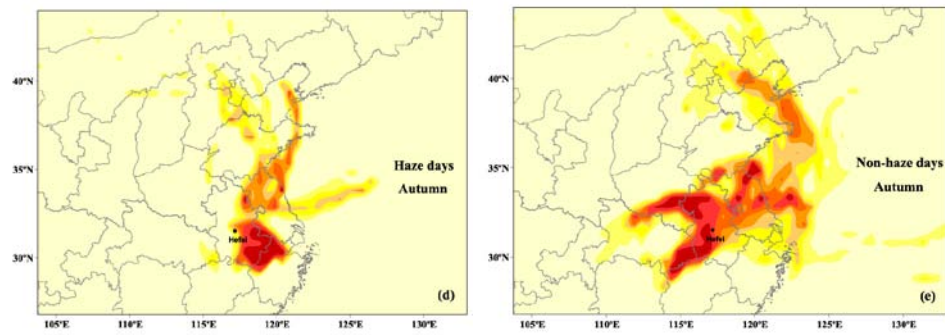 40°N
35°N
30°N
Haze days
Autumn
Hefei
(d)
105°E 110°E 115°E 120°E 125°E 130°E
40°N
35°N
30°N
Non-haze days
Autumn
Hefei
(e)
105°E 110°E 115°E 120°E 125°E 130°E